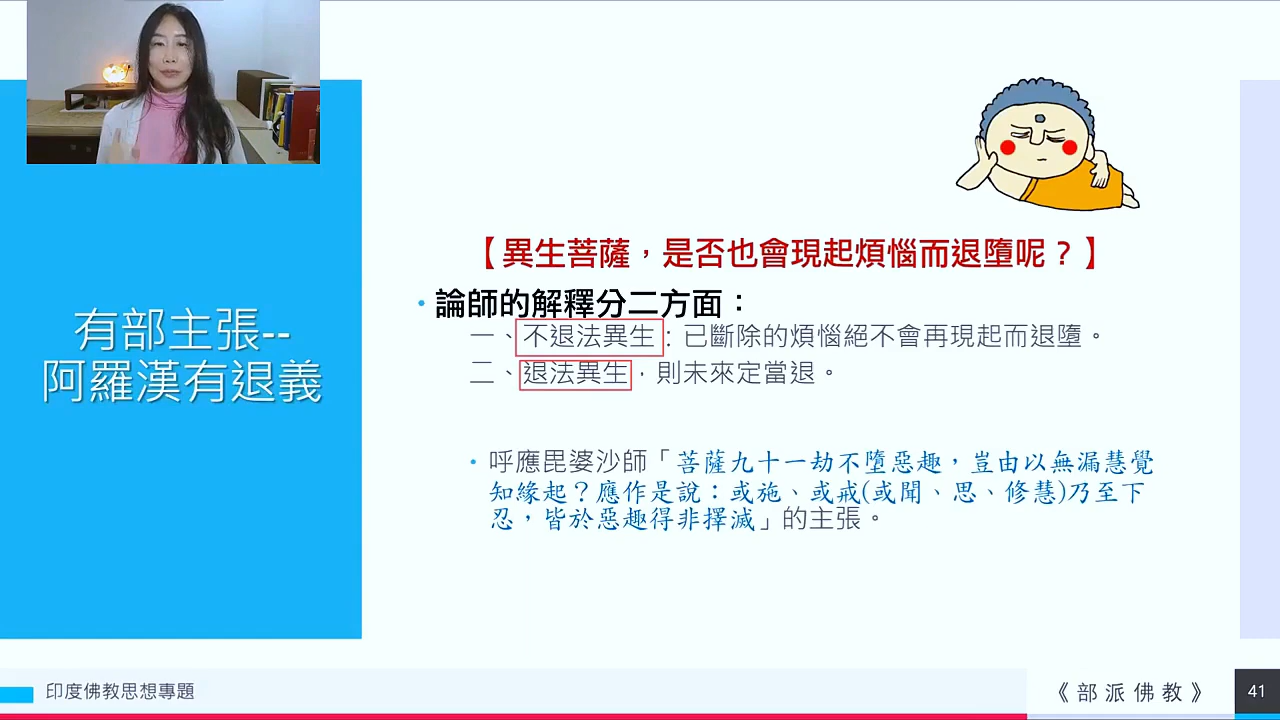 有部主張--
阿羅漢有退義
【異生菩薩，是否也會現起煩惱而退墮呢？】
• 論師的解釋分二方面：
一、不退法異生：已斷除的煩惱絕不會再現起而退墮。
二、退法異生，則未來定當退。
• 呼應毘婆沙師「菩薩九十一劫不墮惡趣，豈由以無漏慧覺
知緣起？應作是說：或施、或戒(或聞、思、修慧)乃至下
忍，皆於惡趣得非擇滅」的主張。
印度佛教思想專題
《部派佛教》
41